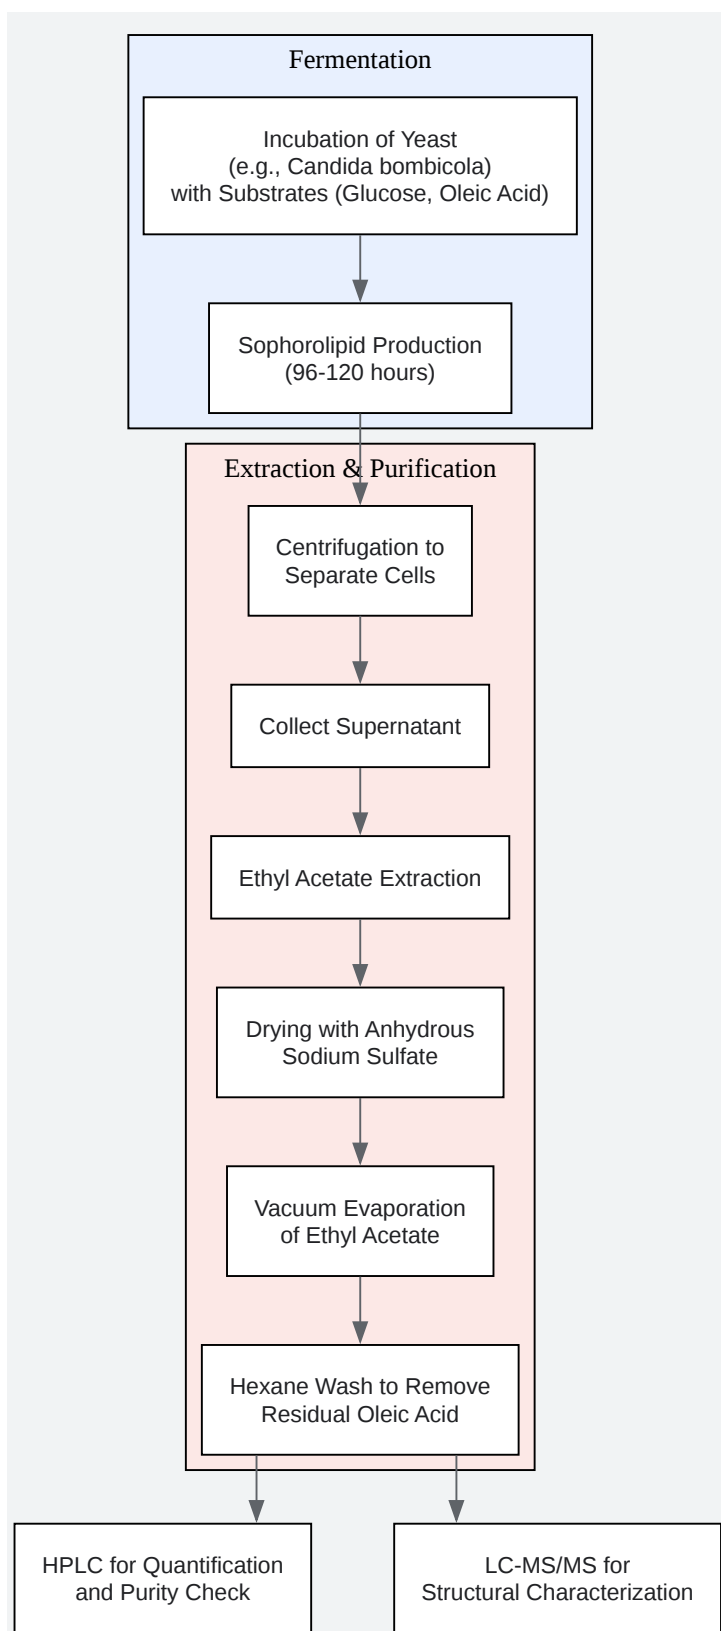 Fermentation
Incubation of Yeast
(e.g., Candida bombicola)
with Substrates (Glucose, Oleic Acid)
Sophorolipid Production
(96-120 hours)
Extraction & Purification
Centrifugation to
Separate Cells
Collect Supernatant
Ethyl Acetate Extraction
Drying with Anhydrous
Sodium Sulfate
Vacuum Evaporation
of Ethyl Acetate
Hexane Wash to Remove
Residual Oleic Acid
HPLC for Quantification
and Purity Check
LC-MS/MS for
Structural Characterization